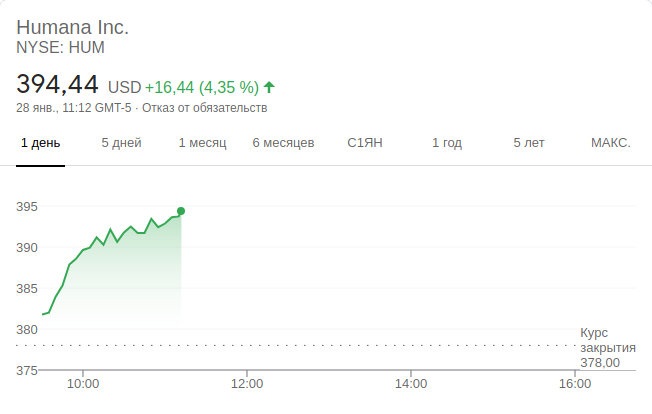 Humana Inc.
NYSE: HUM
394,44 USD +16,44 (4,35 %)
28 янв., 11:12 GMT-5 · Отказ от обязательств
1 день 5 дней 1 месяц 6 месяцев С1ЯН 1 год 5 лет МАКС.
395
390
385
380
Курс
закрытия
378,00
375
10:00 12:00 14:00 16:00